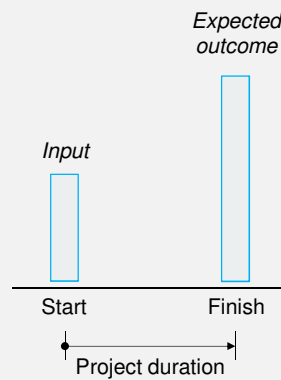 Expected
outcome
Input
Start
Finish
Project duration